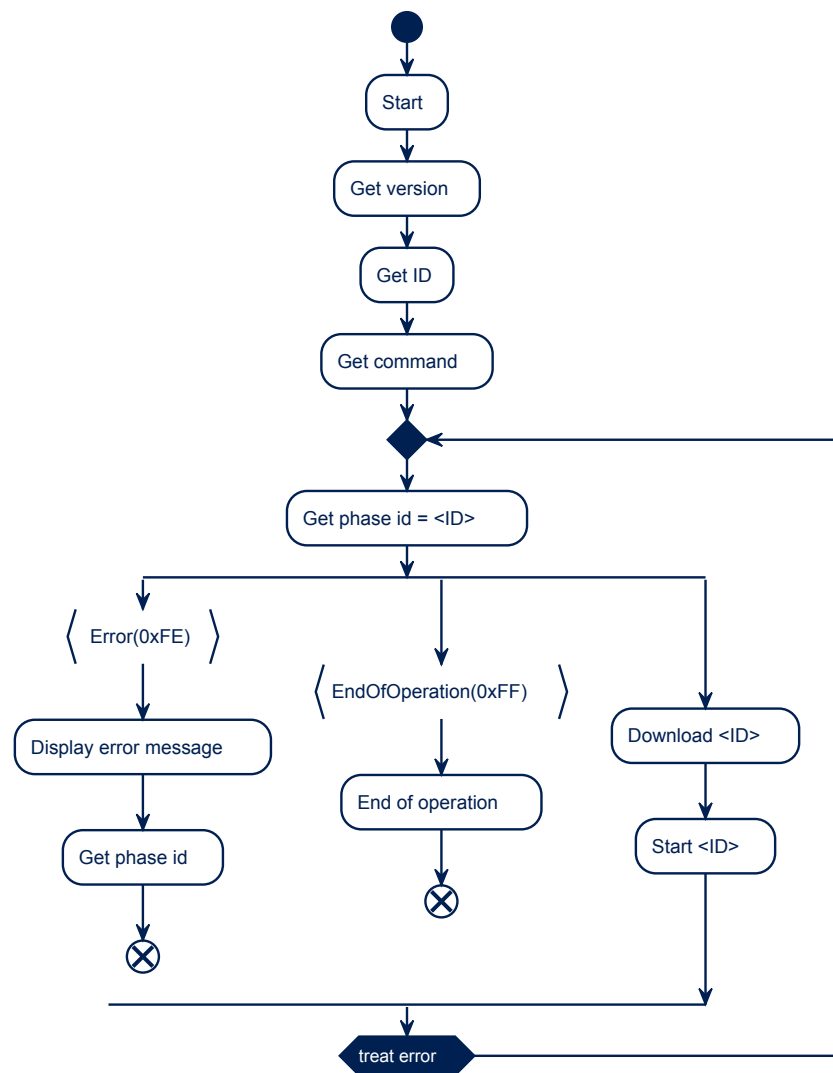 Start
Get version
Get ID
Get command
Get phase id = <ID>
Error(0xFE)
EndOfOperation(0xFF)
Display error message
Download <ID>
End of operation
Get phase id
Start <ID>
treat error